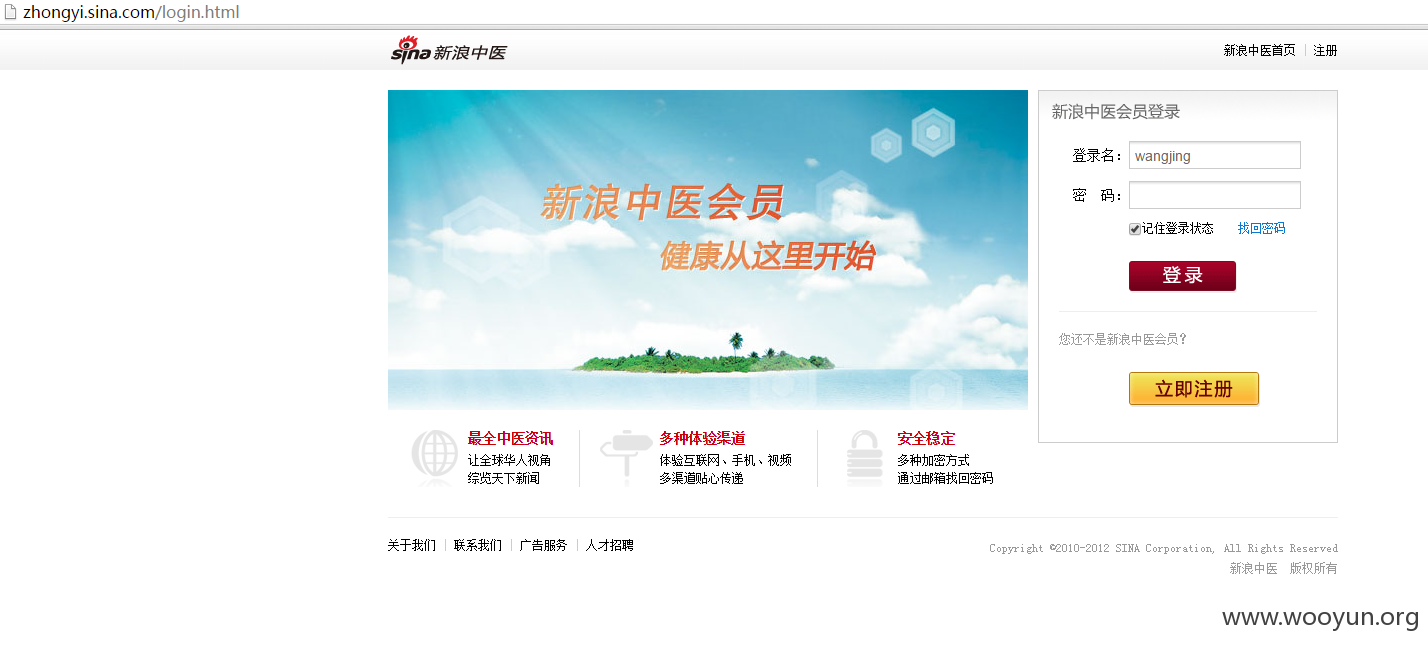 zhongyi.sina.com/login.html
sina 新浪中医
新浪中医首页 注册
新浪中医会员
健康从这里开始
新浪中医会员登录
登录名: wangjing
密 码:
记住登录状态 找回密码
登录
您还不是新浪中医会员?
立即注册
最全中医资讯
让全球华人视角
综览天下新闻
多种体验渠道
体验互联网、手机、视频
多渠道贴心传递
安全稳定
多种加密方式
通过邮箱找回密码
关于我们 联系我们 广告服务 人才招聘
Copyright ©2010-2012 SINA Corporation, All Rights Reserved
新浪中医 版权所有
www.wooyun.org